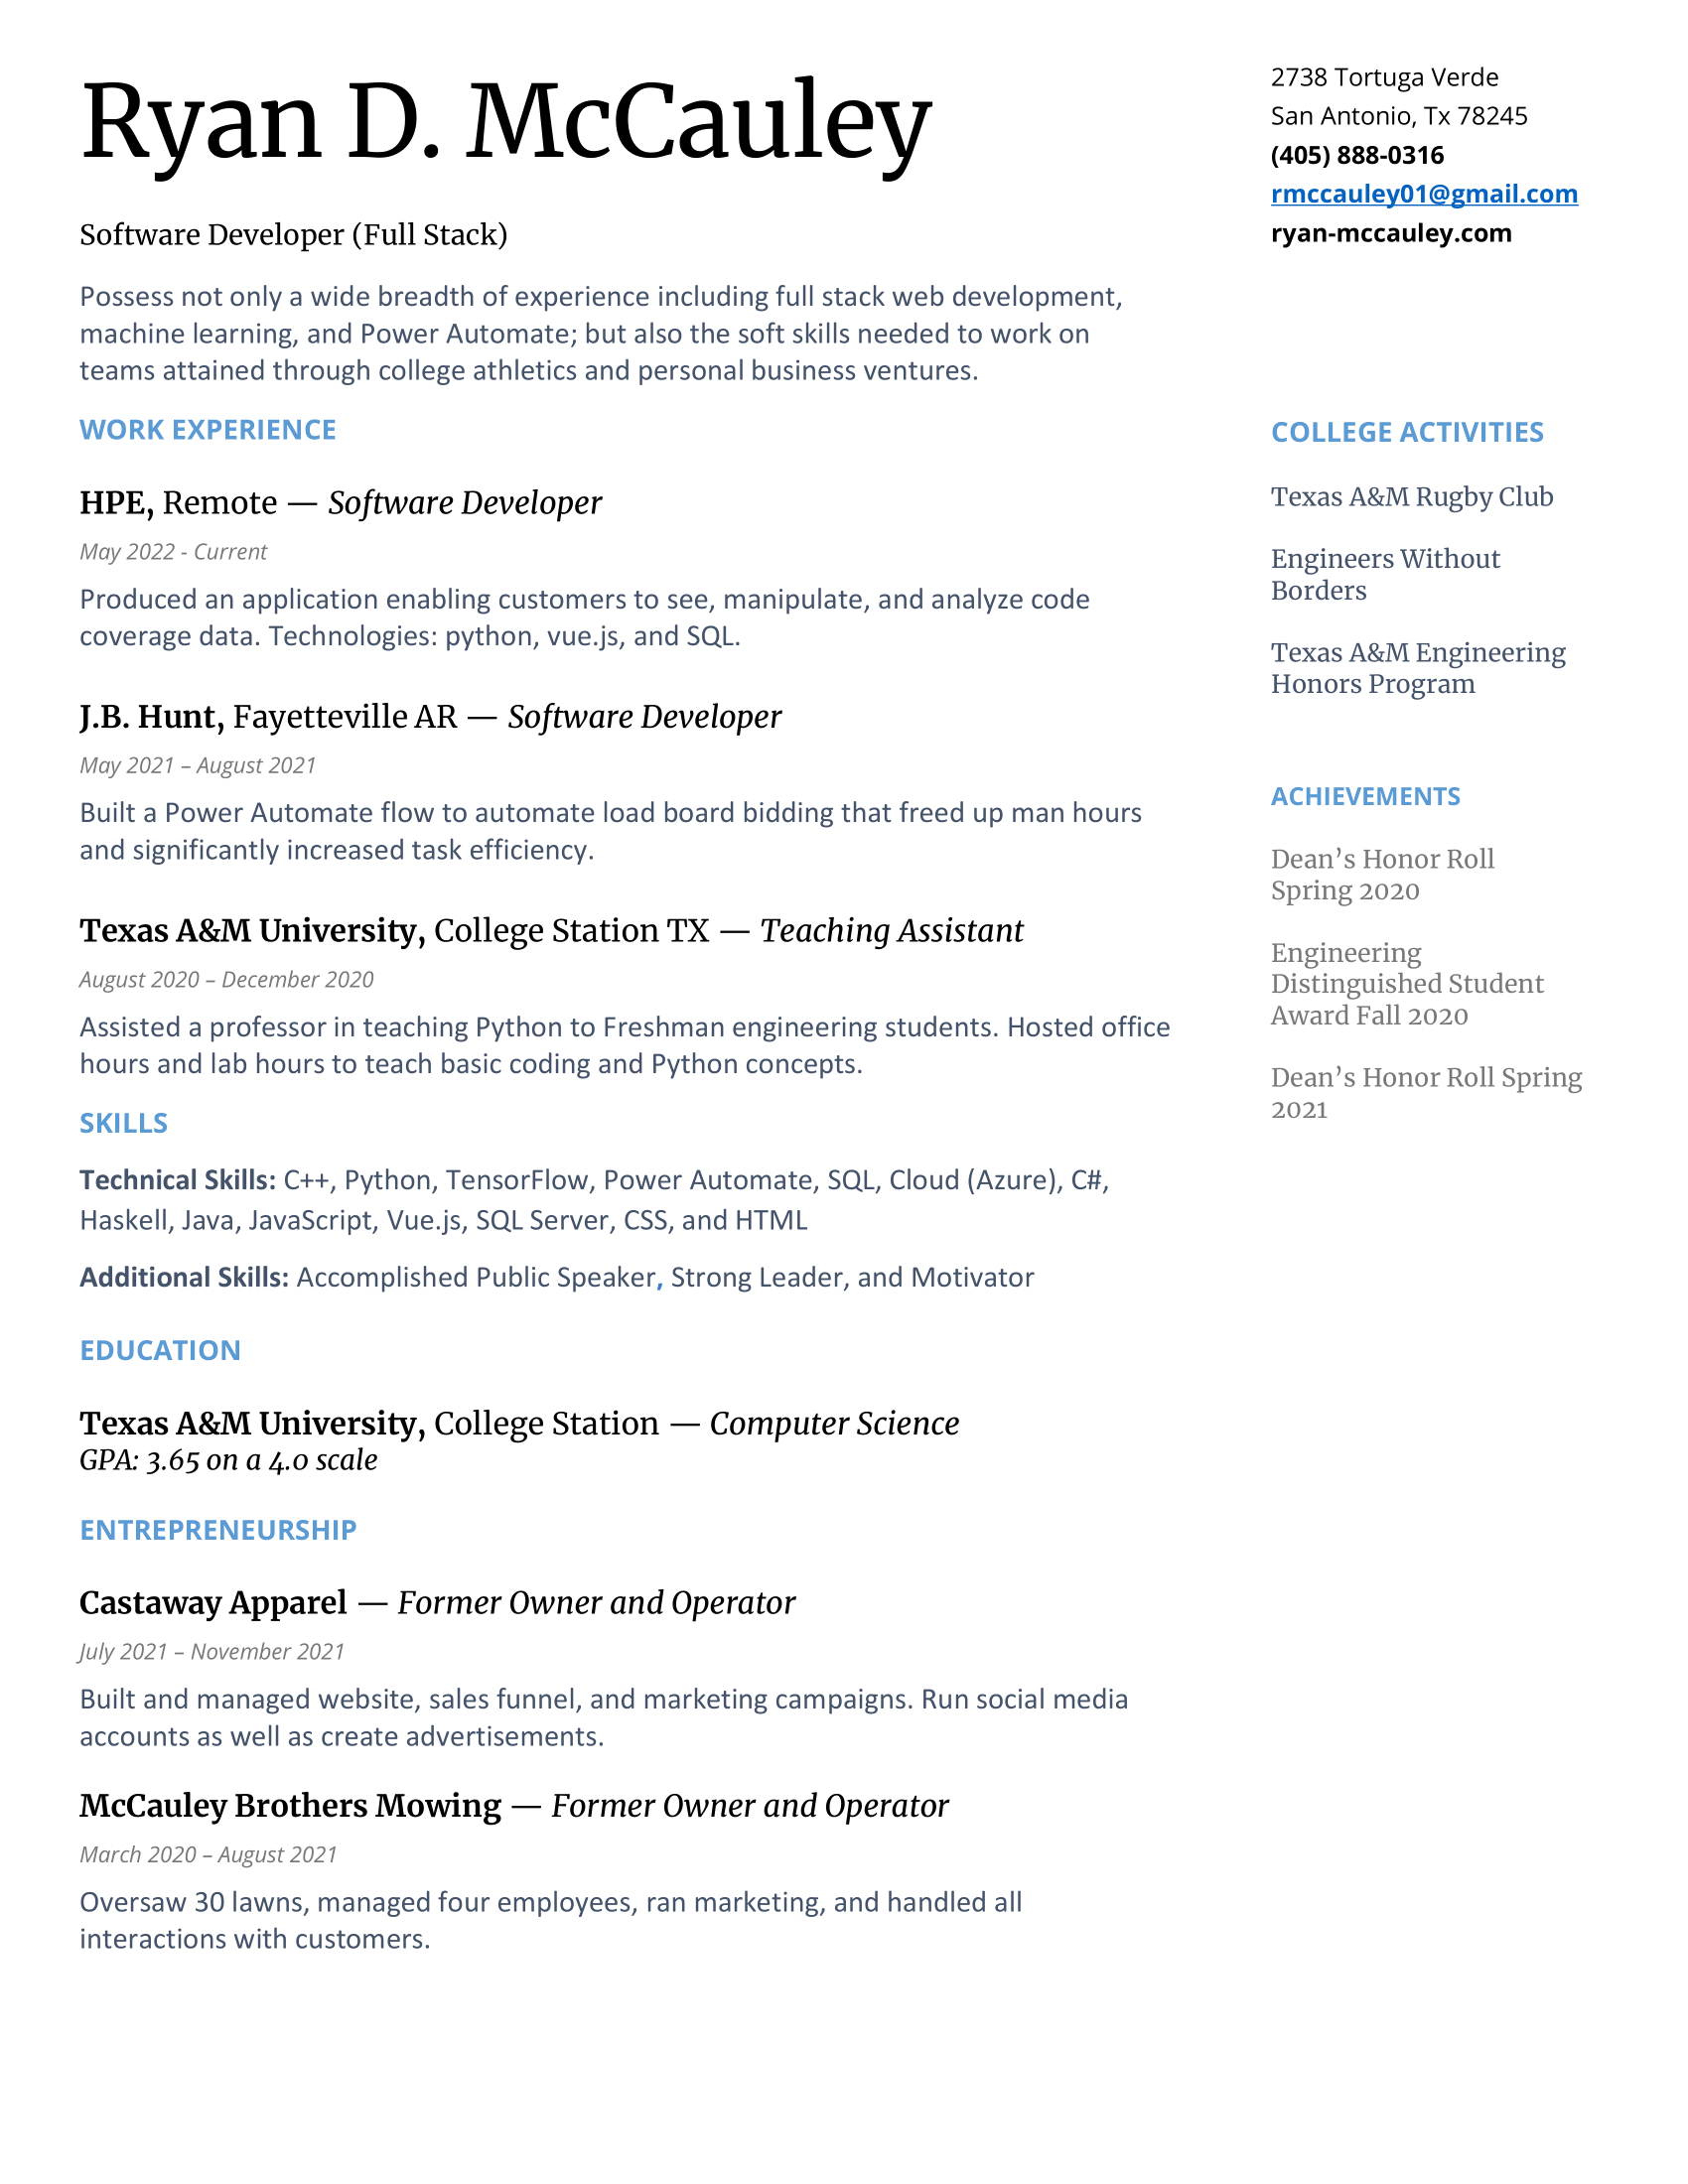 Ryan D. McCauley
Software Developer (Full Stack)
Possess not only a wide breadth of experience including full stack web development,
machine learning, and Power Automate; but also the soft skills needed to work on
teams attained through college athletics and personal business ventures.
WORK EXPERIENCE
HPE, Remote — Software Developer
May 2022 - Current
Produced an application enabling customers to see, manipulate, and analyze code
coverage data. Technologies: python, vue.js, and SQL.
J.B. Hunt, Fayetteville AR — Software Developer
May 2021 – August 2021
Built a Power Automate flow to automate load board bidding that freed up man hours
and significantly increased task efficiency.
Texas A&M University, College Station TX — Teaching Assistant
August 2020 – December 2020
Assisted a professor in teaching Python to Freshman engineering students. Hosted office
hours and lab hours to teach basic coding and Python concepts.
SKILLS
Technical Skills: C++, Python, TensorFlow, Power Automate, SQL, Cloud (Azure), C#,
Haskell, Java, JavaScript, Vue.js, SQL Server, CSS, and HTML
Additional Skills: Accomplished Public Speaker, Strong Leader, and Motivator
EDUCATION
Texas A&M University, College Station — Computer Science
GPA: 3.65 on a 4.0 scale
ENTREPRENEURSHIP
Castaway Apparel — Former Owner and Operator
July 2021 – November 2021
Built and managed website, sales funnel, and marketing campaigns. Run social media
accounts as well as create advertisements.
McCauley Brothers Mowing — Former Owner and Operator
March 2020 – August 2021
Oversaw 30 lawns, managed four employees, ran marketing, and handled all
interactions with customers.
2738 Tortuga Verde
San Antonio, Tx 78245
(405) 888-0316
rmccauley01@gmail.com
ryan-mccauley.com
COLLEGE ACTIVITIES
Texas A&M Rugby Club
Engineers Without
Borders
Texas A&M Engineering
Honors Program
ACHIEVEMENTS
Dean’s Honor Roll
Spring 2020
Engineering
Distinguished Student
Award Fall 2020
Dean’s Honor Roll Spring
2021